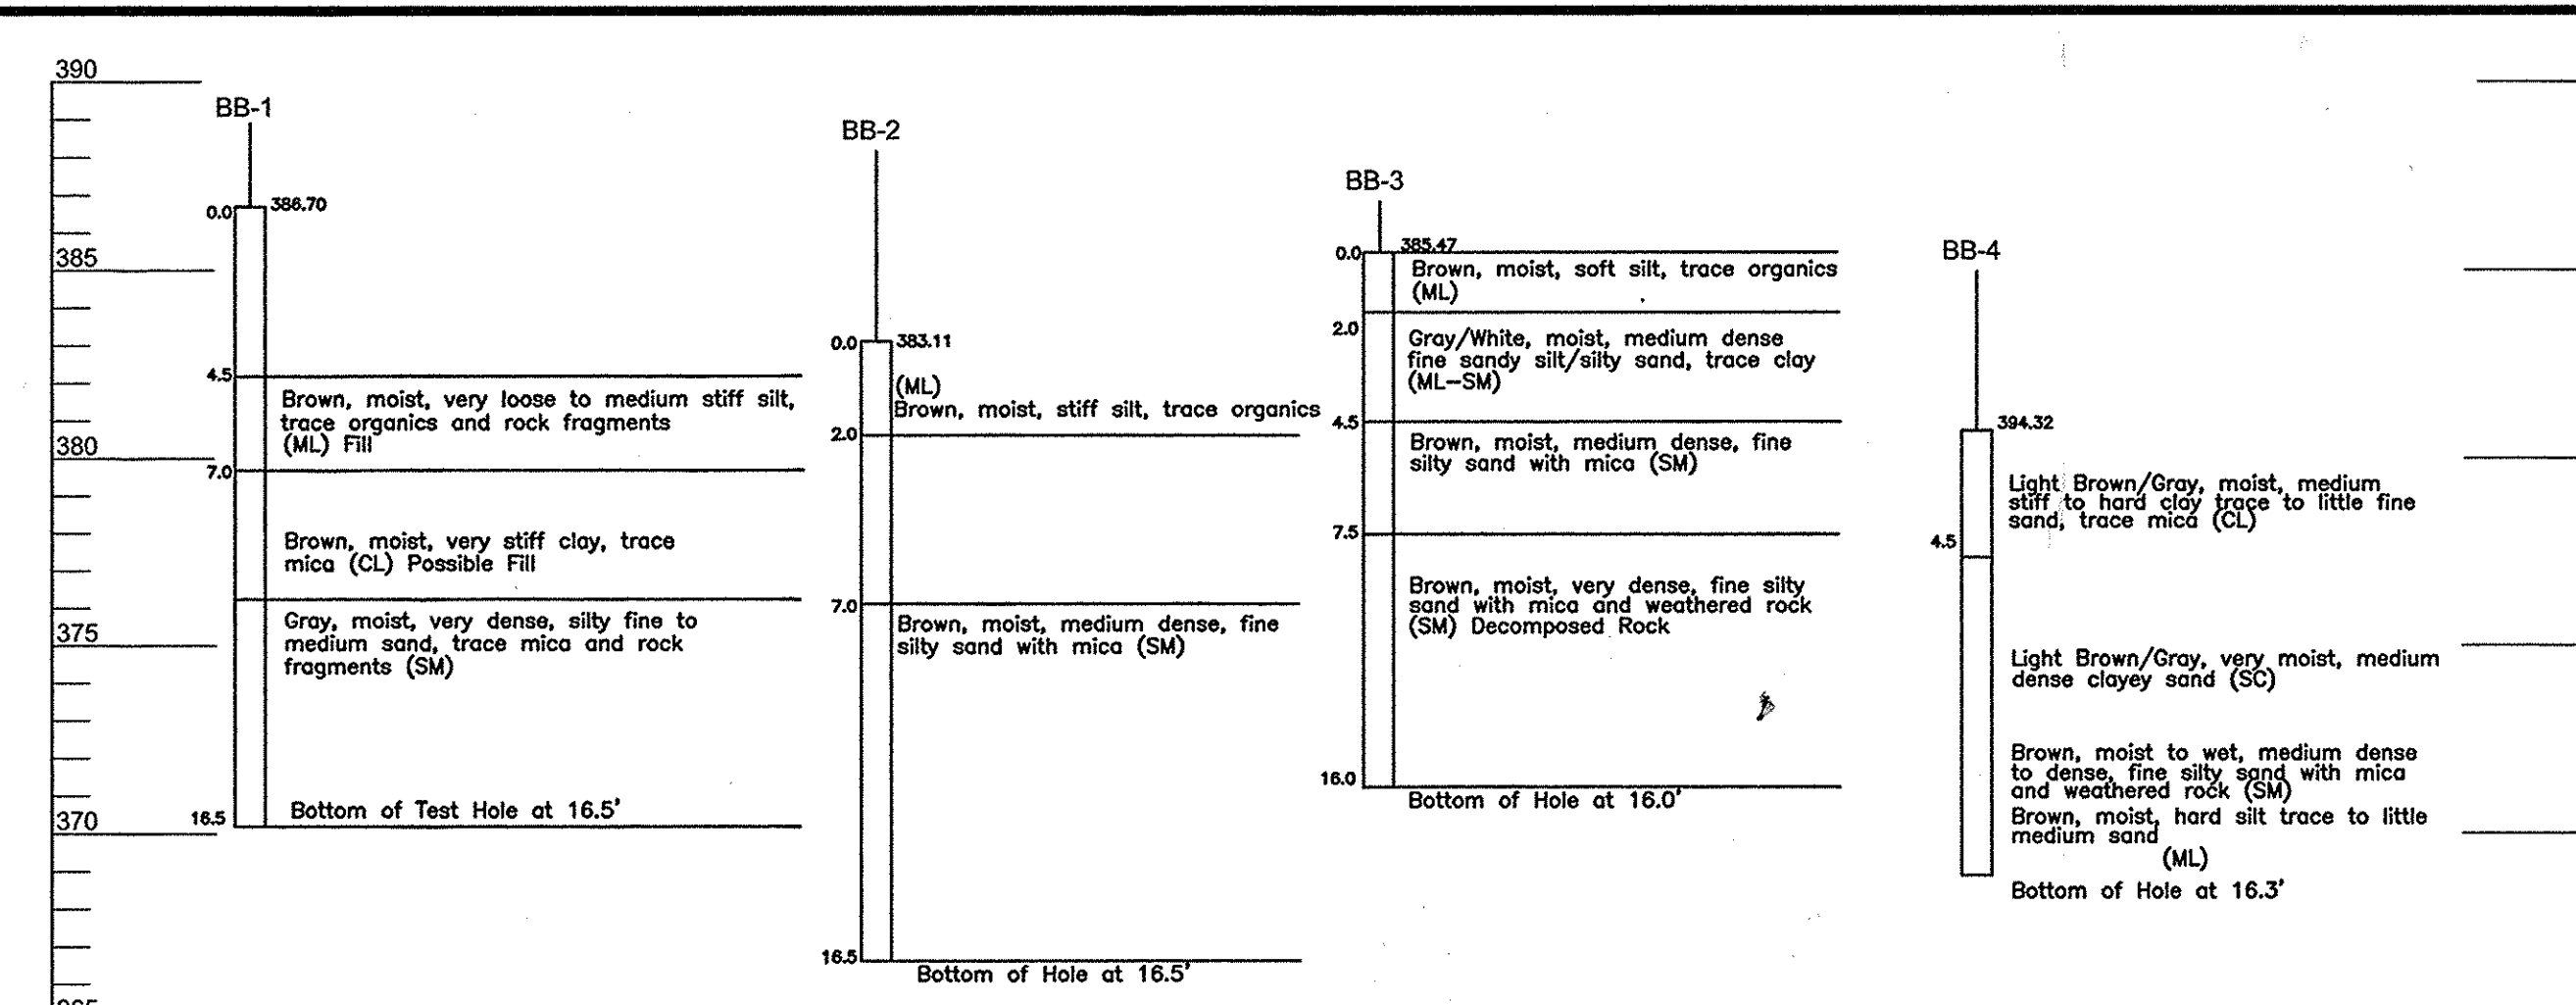 390
385
380
375
370
BB-1
0.0
386.70
4.5
Brown, moist, very loose to medium stiff silt,
trace organics and rock fragments
(ML) Fill
7.0
Brown, moist, very stiff clay, trace
mica (CL) Possible Fill
Gray, moist, very dense, silty fine to
medium sand, trace mica and rock
fragments (SM)
16.5
Bottom of Test Hole at 16.5'
BB-2
0.0
383.11
(ML)
Brown, moist, stiff silt, trace organics
2.0
7.0
Brown, moist, medium dense, fine
silty sand with mica (SM)
16.5
Bottom of Hole at 16.5'
BB-3
0.0
385.47
Brown, moist, soft silt, trace organics
(ML)
2.0
Gray/White, moist, medium dense
fine sandy silt/silty sand, trace clay
(ML-SM)
4.5
Brown, moist, medium dense, fine
silty sand with mica (SM)
7.5
Brown, moist, very dense, fine silty
sand with mica and weathered rock
(SM) Decomposed Rock
16.0
Bottom of Hole at 16.0'
BB-4
394.32
Light Brown/Gray, moist, medium
stiff to hard clay trace to little fine
sand, trace mica (CL)
4.5
Light Brown/Gray, very moist, medium
dense clayey sand (SC)
Brown, moist to wet, medium dense
to dense, fine silty sand with mica
and weathered rock (SM)
Brown, moist, hard silt trace to little
medium sand
(ML)
Bottom of Hole at 16.3'